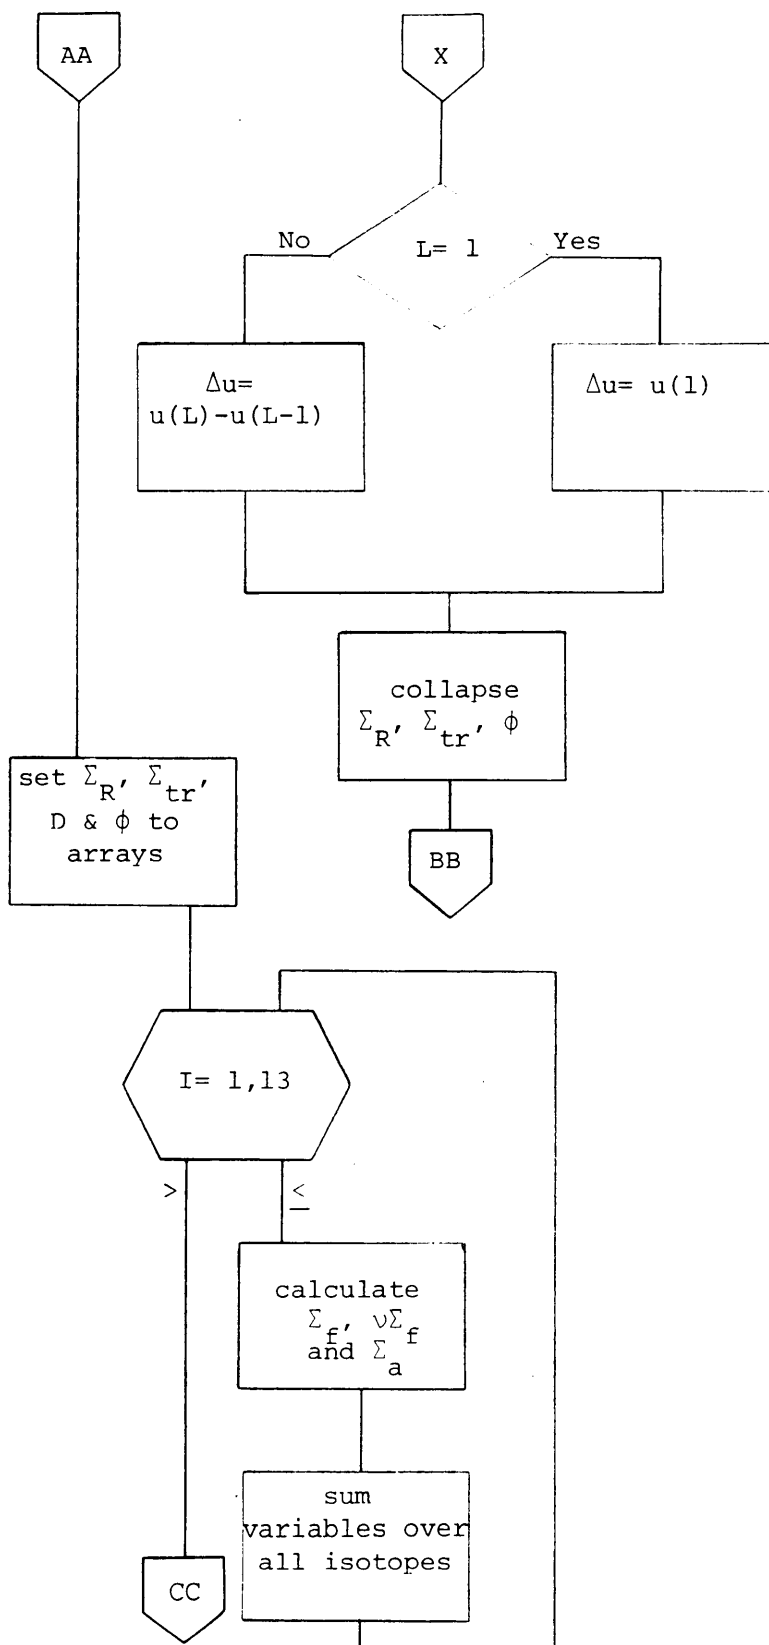 AA
X
No
L= 1
Yes
Δu=
u(L)-u(L-1)
Δu= u(1)
collapse
Σ_R, Σ_tr, φ
set Σ_R, Σ_tr,
D & φ to
arrays
BB
I= 1,13
>
≤
calculate
Σ_f, νΣ_f
and Σ_a
sum
variables over
all isotopes
CC